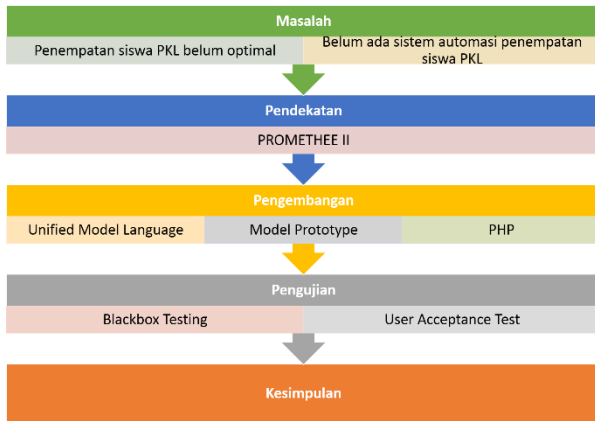 Masalah
Penempatan siswa PKL belum optimal
Belum ada sistem automasi penempatan
siswa PKL
Pendekatan
PROMETHEE II
Pengembangan
Unified Model Language
Model Prototype
PHP
Pengujian
Blackbox Testing
User Acceptance Test
Kesimpulan